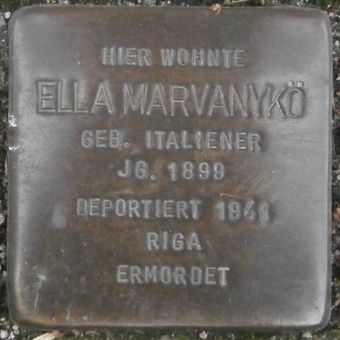 HIER WOHNTE
ELLA MARVANYKÖ
GEB. ITALIENER
JG. 1899
DEPORTIERT 1941
RIGA
ERMORDET